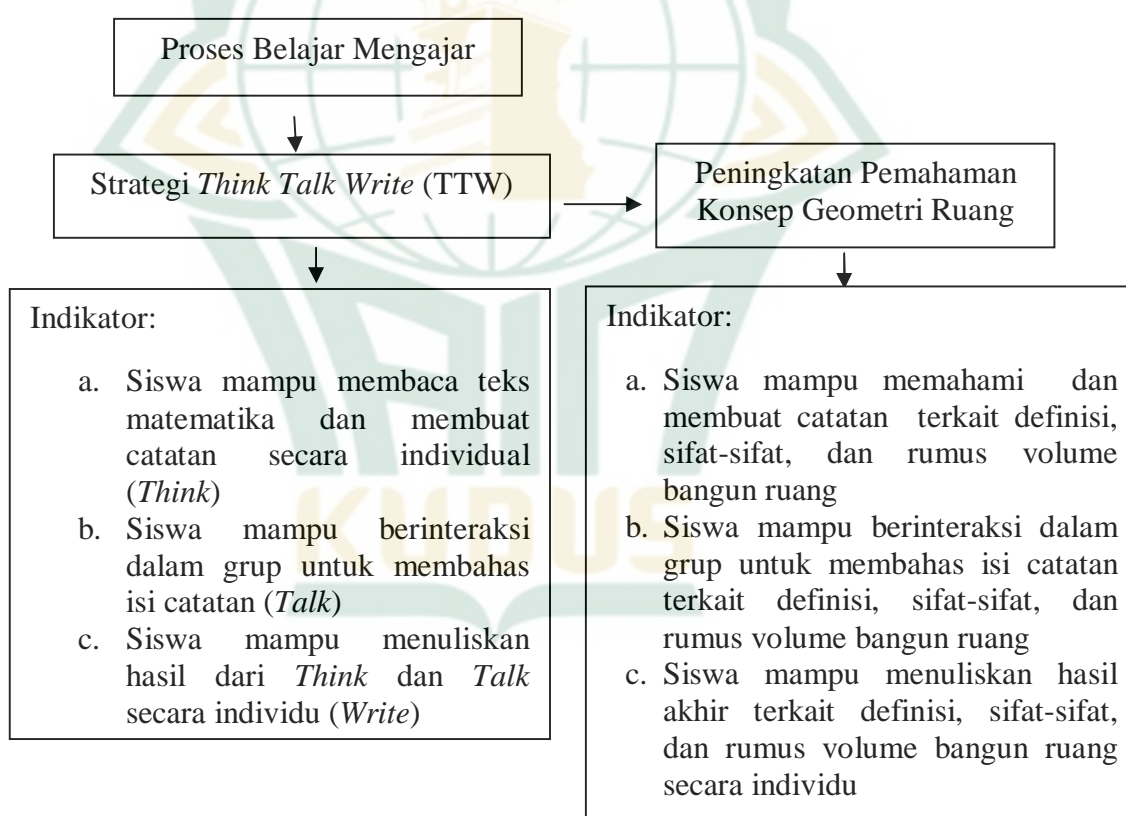 Proses Belajar Mengajar
Strategi Think Talk Write (TTW)
Peningkatan Pemahaman
Konsep Geometri Ruang
Indikator:
a. Siswa mampu membaca teks
matematika dan membuat
catatan secara individual
(Think)
b. Siswa mampu berinteraksi
dalam grup untuk membahas
isi catatan (Talk)
c. Siswa mampu menuliskan
hasil dari Think dan Talk
secara individu (Write)
Indikator:
a. Siswa mampu memahami dan
membuat catatan terkait definisi,
sifat-sifat, dan rumus volume
bangun ruang
b. Siswa mampu berinteraksi dalam
grup untuk membahas isi catatan
terkait definisi, sifat-sifat, dan
rumus volume bangun ruang
c. Siswa mampu menuliskan hasil
akhir terkait definisi, sifat-sifat,
dan rumus volume bangun ruang
secara individu
KUDUS